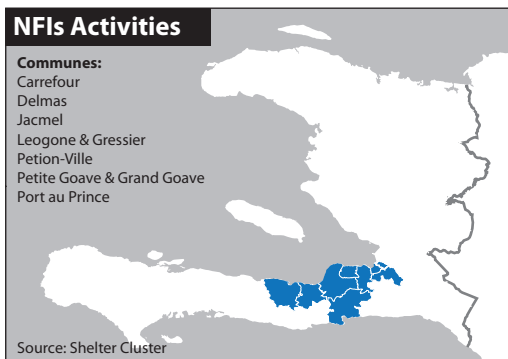 NFIs Activities
Communes:
Carrefour
Delmas
Jacmel
Leogone & Gressier
Petion-Ville
Petite Goave & Grand Goave
Port au Prince
Source: Shelter Cluster